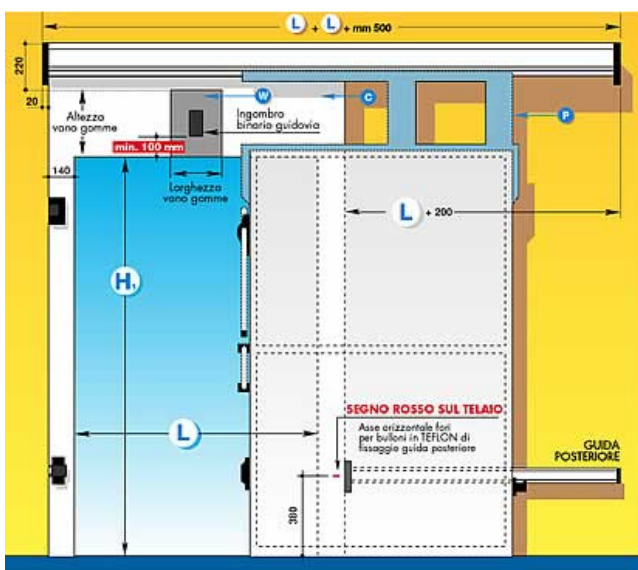 L + L + mm 500
220
20
W
C
P
Altezza
vano gomme
Ingombro
binario guidovia
min. 100 mm
140
Larghezza
vano gomme
L + 200
H1
SEGNO ROSSO SUL TELAIO
Asse orizzontale fori
per bulloni in TEFLON di
fissaggio guida posteriore
L
GUIDA
POSTERIORE
380